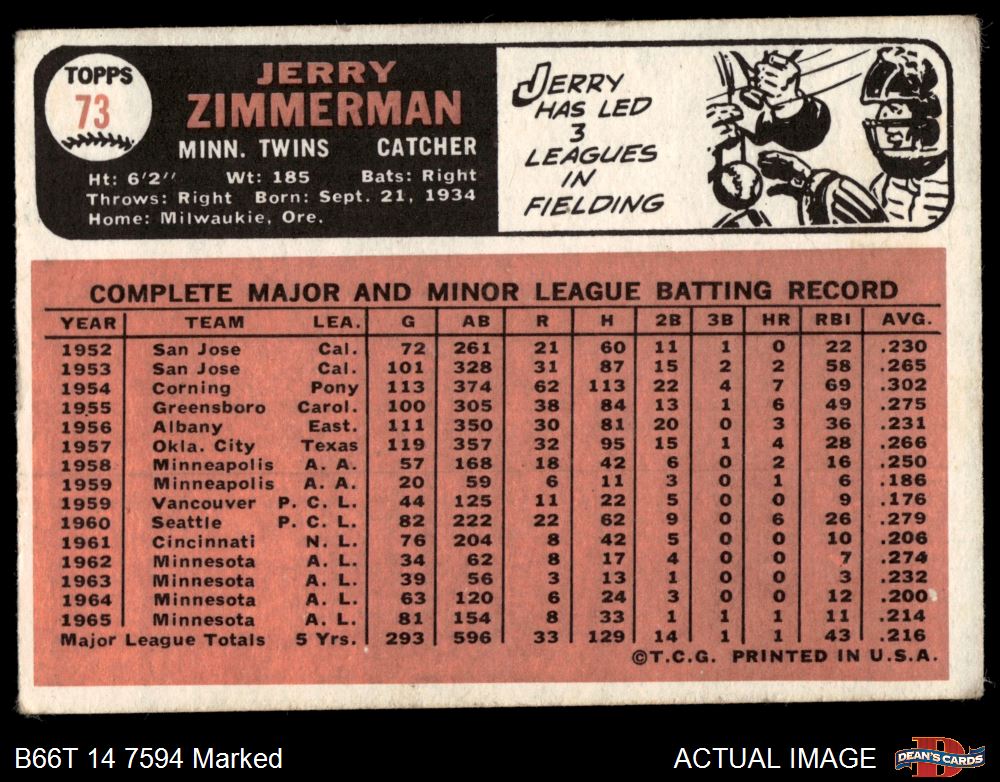 TOPPS
73
JERRY
ZIMMERMAN
MINN. TWINS CATCHER
Ht: 6'2" Wt: 185 Bats: Right
Throws: Right Born: Sept. 21, 1934
Home: Milwaukie, Ore.
JERRY
HAS LED
3
LEAGUES
IN
FIELDING
COMPLETE MAJOR AND MINOR LEAGUE BATTING RECORD
YEAR TEAM LEA. G AB R H 2B 3B HR RBI AVG.
1952 San Jose Cal. 72 261 21 60 11 1 0 22 .230
1953 San Jose Cal. 101 328 31 87 15 2 2 58 .265
1954 Corning Pony 113 374 62 113 22 4 7 69 .302
1955 Greensboro Carol. 100 305 38 84 13 1 6 49 .275
1956 Albany East. 111 350 30 81 20 0 3 36 .231
1957 Okla. City Texas 119 357 32 95 15 1 4 28 .266
1958 Minneapolis A. A. 57 168 18 42 6 0 2 16 .250
1959 Minneapolis A. A. 20 59 6 11 3 0 1 6 .186
1959 Vancouver P. C. L. 44 125 11 22 5 0 0 9 .176
1960 Seattle P. C. L. 82 222 22 62 9 0 6 26 .279
1961 Cincinnati N. L. 76 204 8 42 5 0 0 10 .206
1962 Minnesota A. L. 34 62 8 17 4 0 0 7 .274
1963 Minnesota A. L. 39 56 3 13 1 0 0 3 .232
1964 Minnesota A. L. 63 120 6 24 3 0 0 12 .200
1965 Minnesota A. L. 81 154 8 33 1 1 1 11 .214
Major League Totals 5 Yrs. 293 596 33 129 14 1 1 43 .216
©T.C.G. PRINTED IN U.S.A.
B66T 14 7594 Marked
ACTUAL IMAGE
D
DEAN'S CARDS